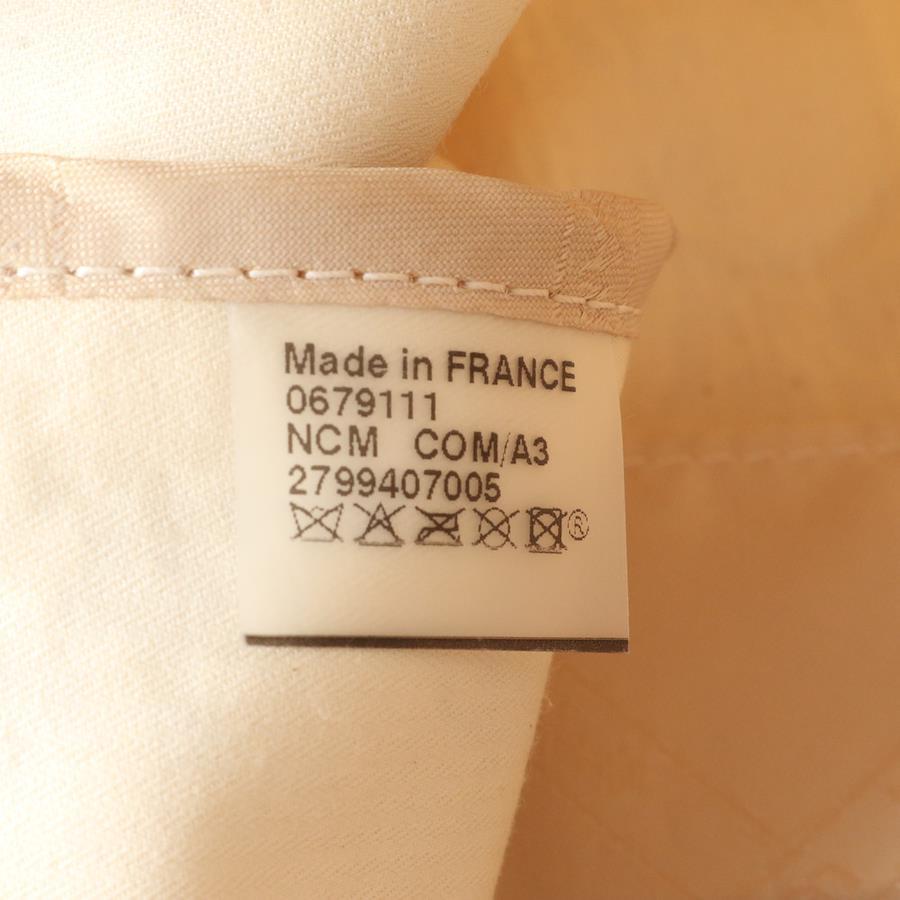 Made in FRANCE
0679111
NCM COM/A3
2799407005
®